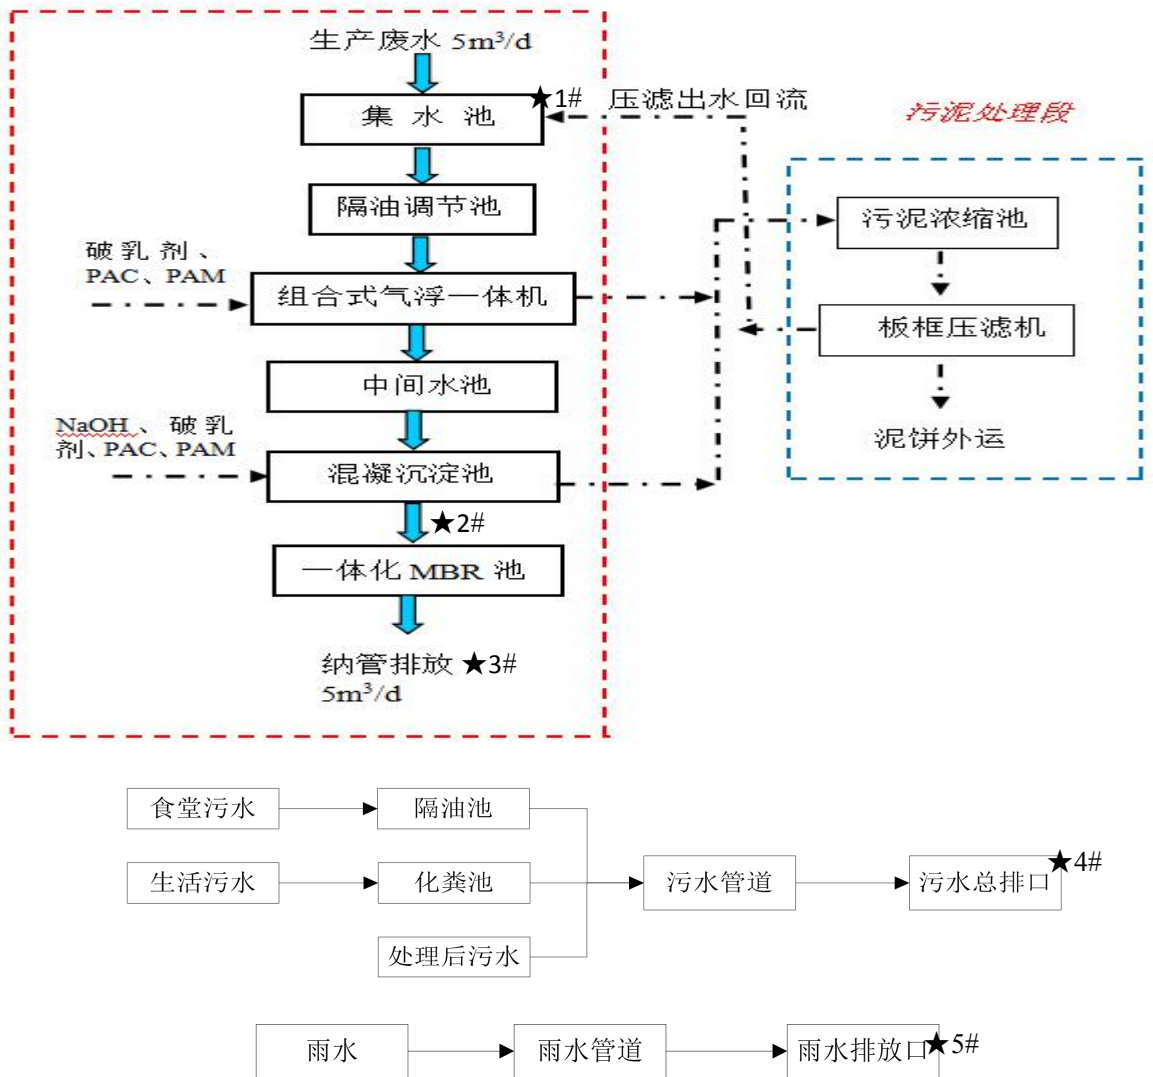 生产废水 5m³/d
★1#
压滤出水回流
集 水 池
污泥处理段
隔油调节池
污泥浓缩池
破 乳 剂 、
PAC、PAM
组合式气浮一体机
板框压滤机
中间水池
NaOH 、 破 乳
剂、PAC、PAM
泥饼外运
混凝沉淀池
★2#
一体化 MBR 池
纳管排放 ★3#
5m³/d
食堂污水
隔油池
生活污水
化粪池
污水管道
污水总排口
★4#
处理后污水
雨水
雨水管道
雨水排放口
★5#